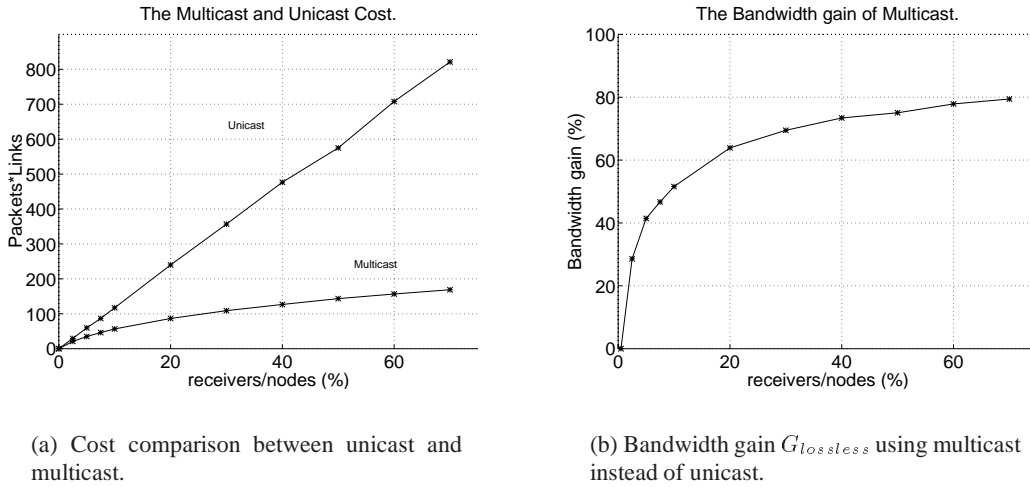 The Multicast and Unicast Cost.
800
700
600
500
400
300
200
100
0
Packets*Links
Unicast
Multicast
0 20 40 60
receivers/nodes (%)
(a) Cost comparison between unicast and
multicast.
The Bandwidth gain of Multicast.
100
80
60
40
20
0
Bandwidth gain (%)
0 20 40 60
receivers/nodes (%)
(b) Bandwidth gain G_{lossless} using multicast
instead of unicast.